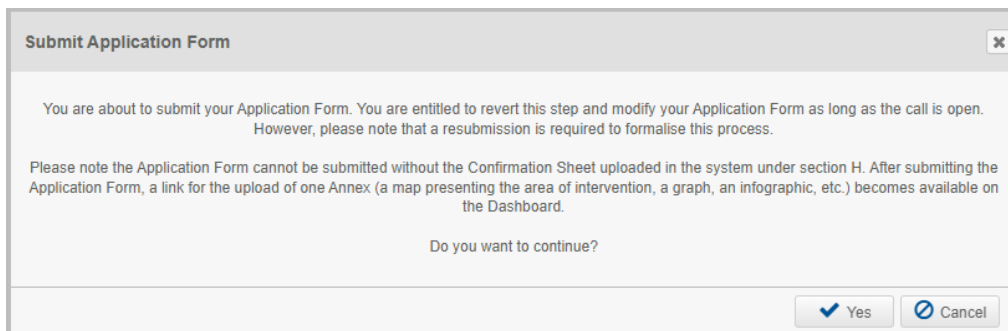 Submit Application Form
You are about to submit your Application Form. You are entitled to revert this step and modify your Application Form as long as the call is open.
However, please note that a resubmission is required to formalise this process.
Please note the Application Form cannot be submitted without the Confirmation Sheet uploaded in the system under section H. After submitting the
Application Form, a link for the upload of one Annex (a map presenting the area of intervention, a graph, an infographic, etc.) becomes available on
the Dashboard.
Do you want to continue?
Yes
Cancel